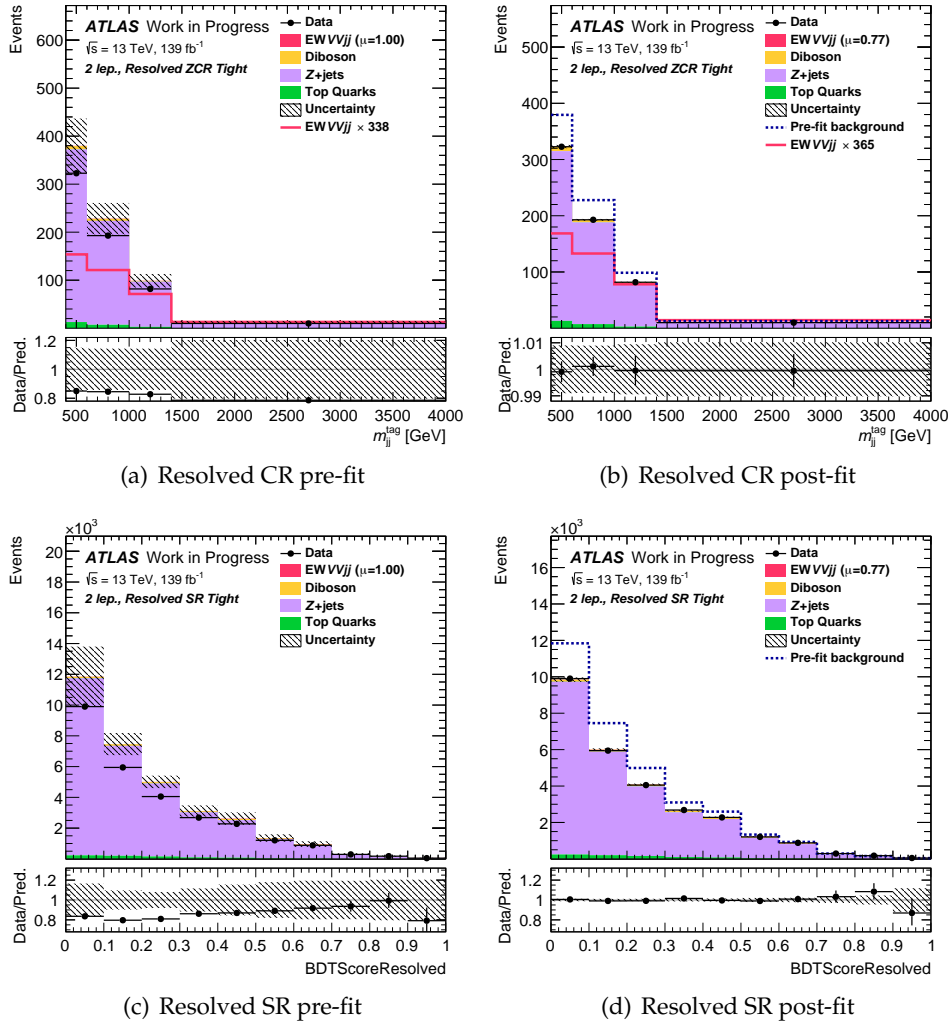 Events
ATLAS Work in Progress
√s = 13 TeV, 139 fb⁻¹
2 lep., Resolved ZCR Tight
Data
EW VVjj (μ=1.00)
Diboson
Z+jets
Top Quarks
Uncertainty
EW VVjj × 338
600
500
400
300
200
100
Data/Pred.
1.2
1
0.8
500 1000 1500 2000 2500 3000 3500 4000
m_jj^tag [GeV]
(a) Resolved CR pre-fit
Events
ATLAS Work in Progress
√s = 13 TeV, 139 fb⁻¹
2 lep., Resolved ZCR Tight
Data
EW VVjj (μ=0.77)
Diboson
Z+jets
Top Quarks
Uncertainty
Pre-fit background
EW VVjj × 365
500
400
300
200
100
Data/Pred.
1.01
1
0.99
500 1000 1500 2000 2500 3000 3500 4000
m_jj^tag [GeV]
(b) Resolved CR post-fit
×10³
Events
ATLAS Work in Progress
√s = 13 TeV, 139 fb⁻¹
2 lep., Resolved SR Tight
Data
EW VVjj (μ=1.00)
Diboson
Z+jets
Top Quarks
Uncertainty
20
18
16
14
12
10
8
6
4
2
Data/Pred.
1.2
1
0.8
0 0.1 0.2 0.3 0.4 0.5 0.6 0.7 0.8 0.9 1
BDTScoreResolved
(c) Resolved SR pre-fit
×10³
Events
ATLAS Work in Progress
√s = 13 TeV, 139 fb⁻¹
2 lep., Resolved SR Tight
Data
EW VVjj (μ=0.77)
Diboson
Z+jets
Top Quarks
Uncertainty
Pre-fit background
16
14
12
10
8
6
4
2
Data/Pred.
1.2
1
0.8
0 0.1 0.2 0.3 0.4 0.5 0.6 0.7 0.8 0.9 1
BDTScoreResolved
(d) Resolved SR post-fit